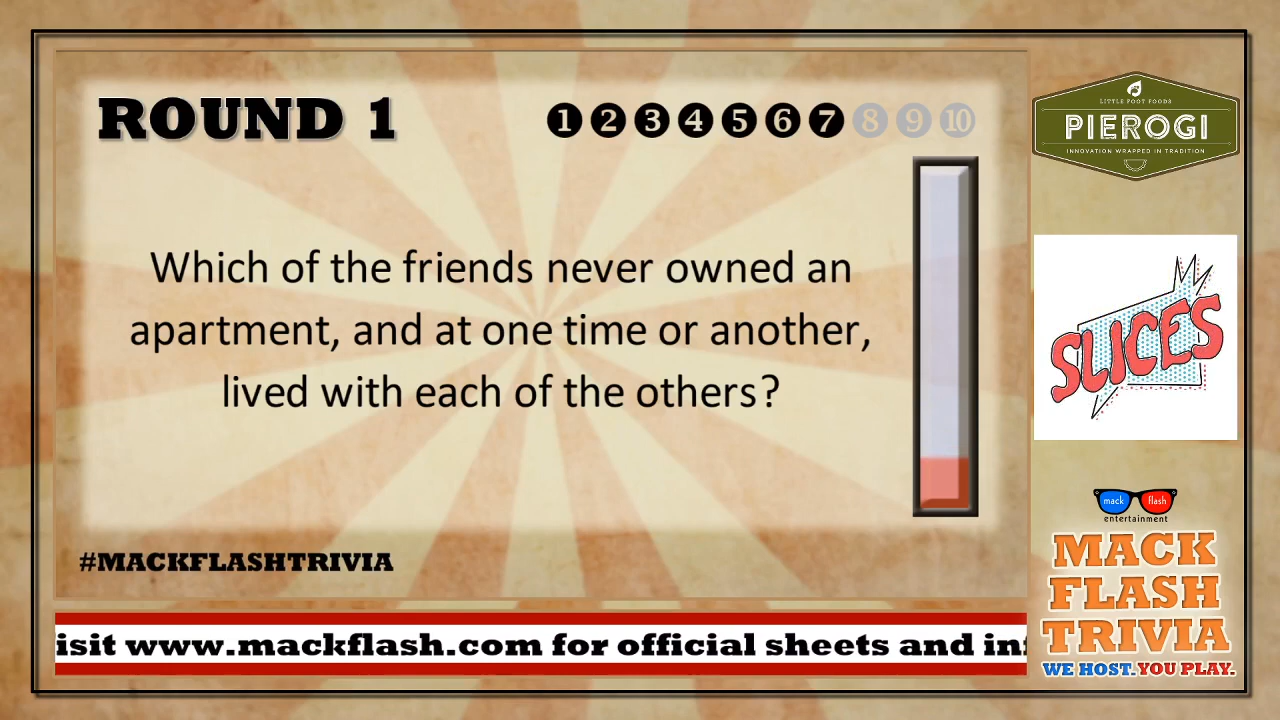 ROUND 1
1 2 3 4 5 6 7 8 9 10
Which of the friends never owned an
apartment, and at one time or another,
lived with each of the others?
#MACKFLASHTRIVIA
isit www.mackflash.com for official sheets and inf
LITTLE FOOT FOODS
PIEROGI
INNOVATION WRAPPED IN TRADITION
SLICES
mack flash
entertainment
MACK
FLASH
TRIVIA
WE HOST. YOU PLAY.